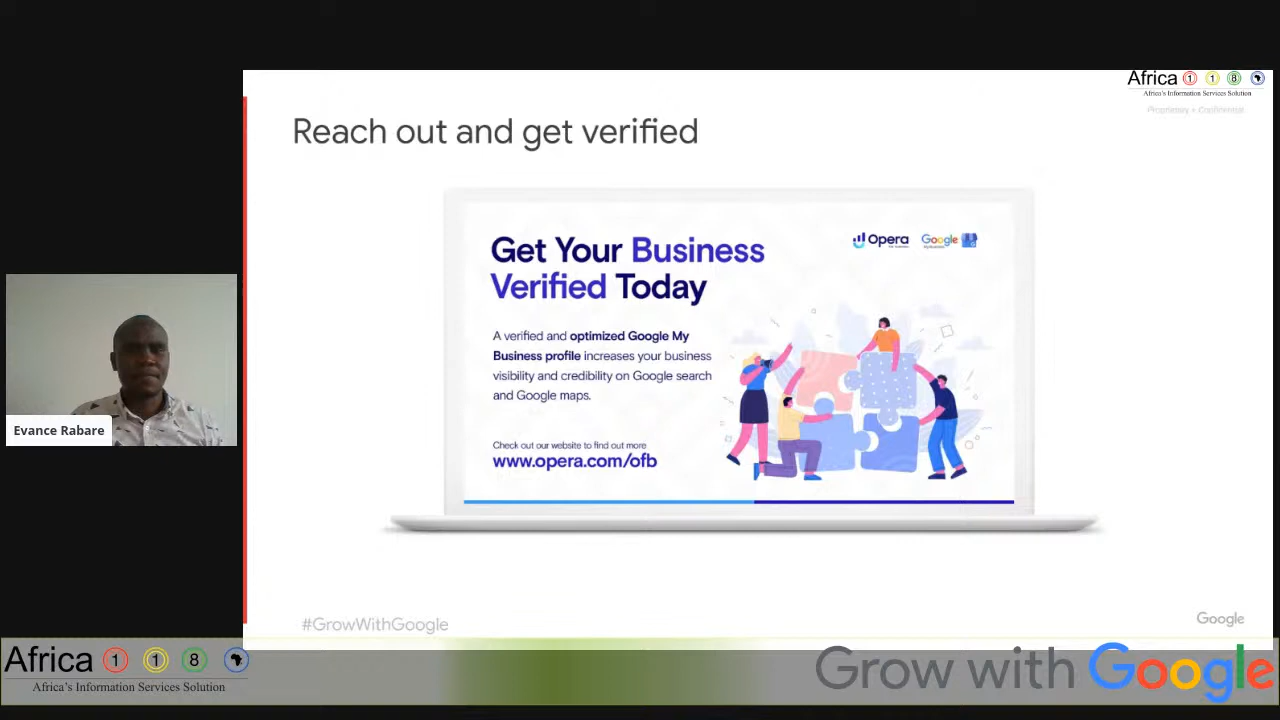 Africa 1 1 8
Africa's Information Services Solution
Proprietary + Confidential
Reach out and get verified
Opera
Google
Get Your Business
Verified Today
A verified and optimized Google My
Business profile increases your business
visibility and credibility on Google search
and Google maps.
Check out our website to find out more
www.opera.com/ofb
Evance Rabare
#GrowWithGoogle
Google
Africa 1 1 8
Africa's Information Services Solution
Grow with Google